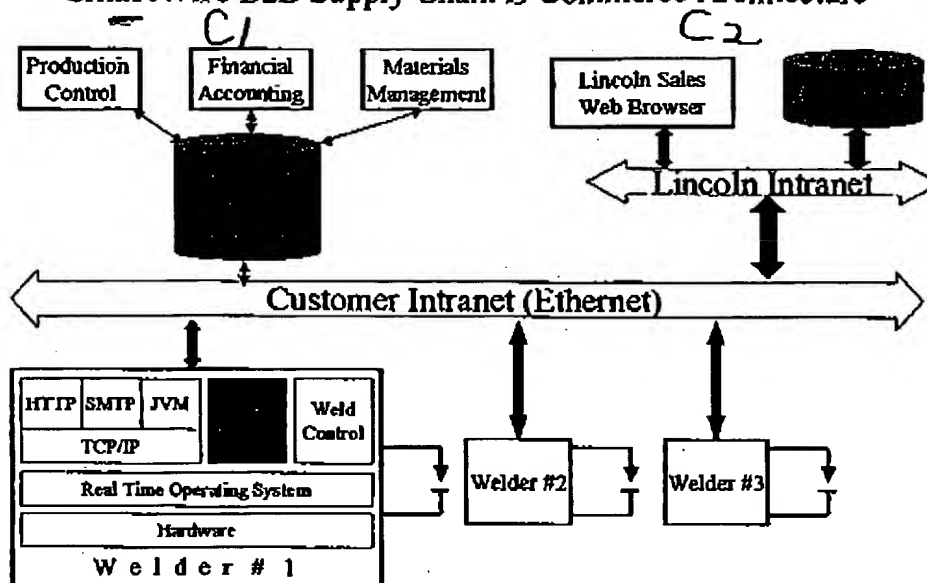 C1
C2
Production
Control
Financial
Accounting
Materials
Management
Lincoln Sales
Web Browser
Lincoln Intranet
Customer Intranet (Ethernet)
HTTP SMTP JVM
TCP/IP
Weld
Control
Real Time Operating System
Hardware
Welder #1
Welder #2
Welder #3